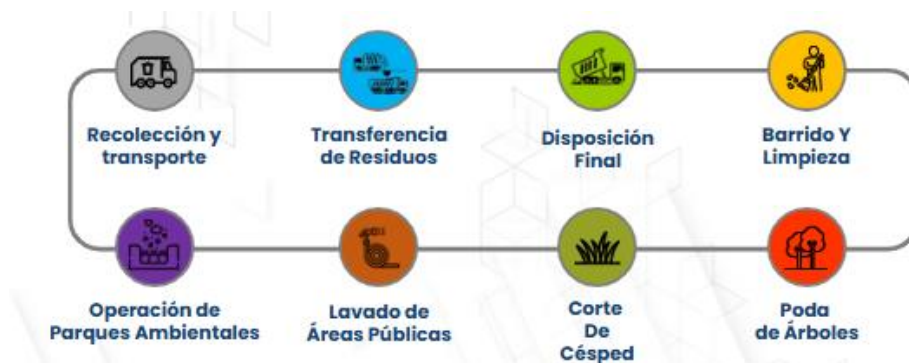 Recolección y
transporte
Transferencia
de Residuos
Disposición
Final
Barrido Y
Limpieza
Operación de
Parques Ambientales
Lavado de
Áreas Públicas
Corte
De
Césped
Poda
de Árboles